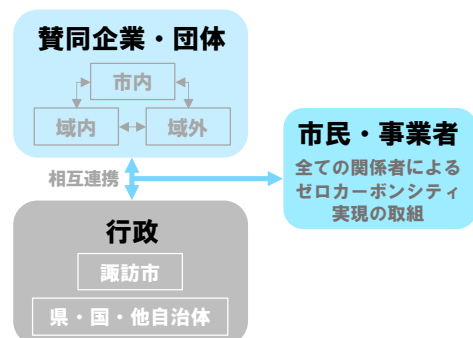 賛同企業・団体
市内
域内
域外
相互連携
市民・事業者
全ての関係者による
ゼロカーボンシティ
実現の取組
行政
諏訪市
県・国・他自治体